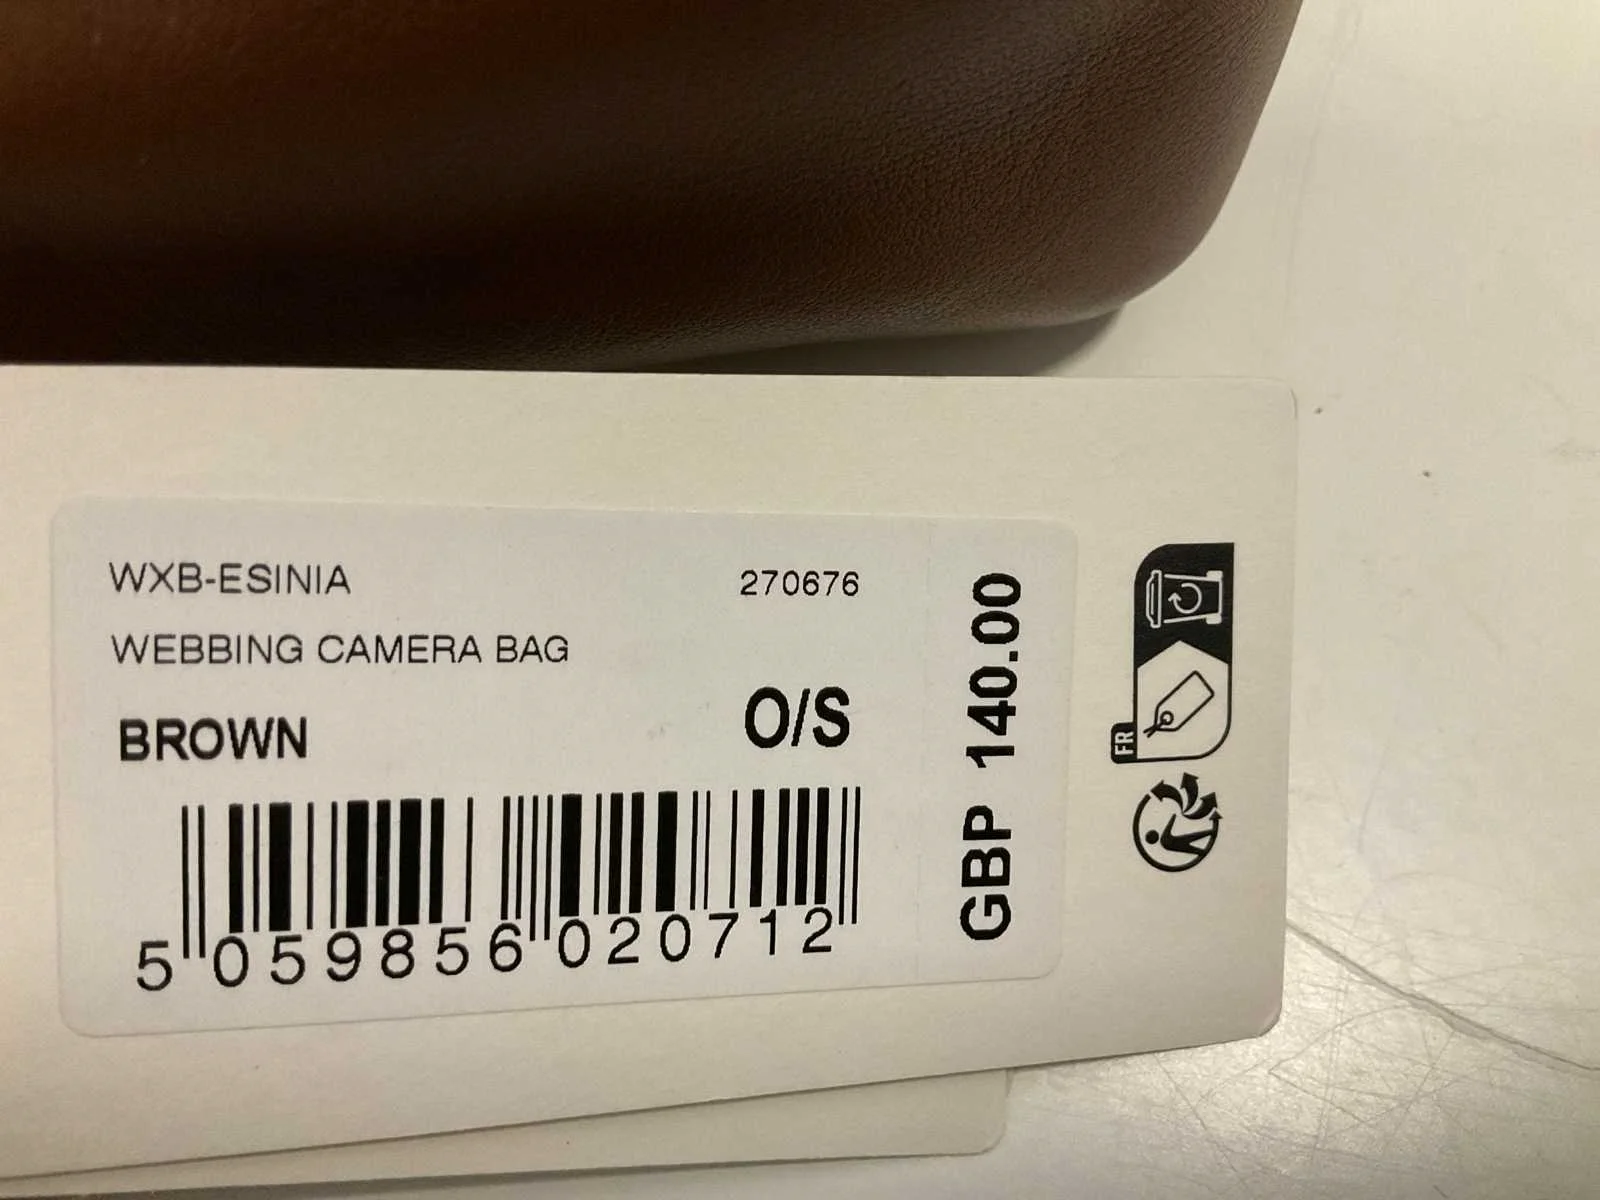 WXB-ESINIA 270676
WEBBING CAMERA BAG
BROWN O/S
5 059856 020712
GBP 140.00
FR